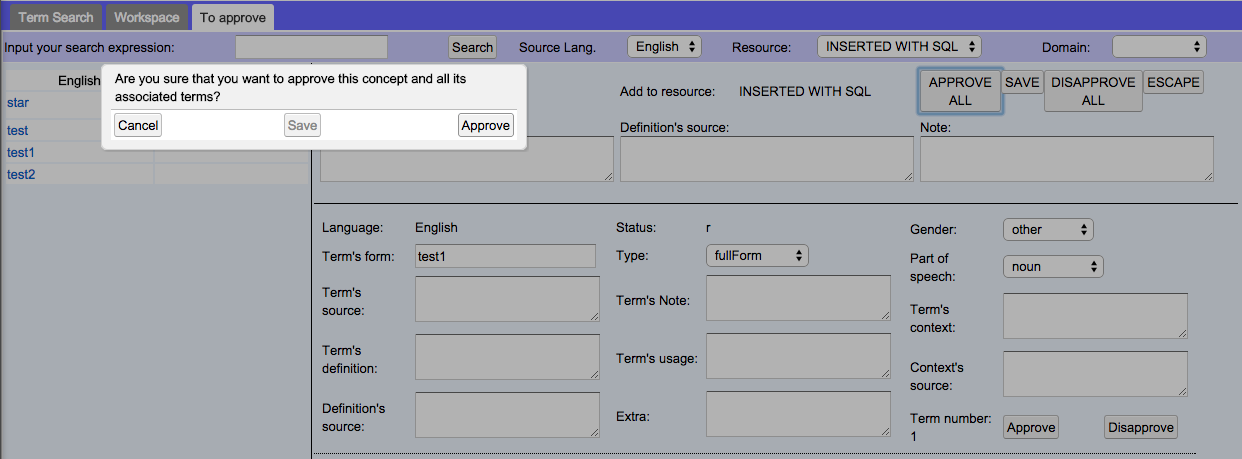 Term Search Workspace To approve
Input your search expression: Search Source Lang. English Resource: INSERTED WITH SQL Domain:
English
Are you sure that you want to approve this concept and all its
associated terms?
Cancel Save Approve
star
test
test1
test2
Add to resource: INSERTED WITH SQL
APPROVE
ALL
SAVE
DISAPPROVE
ALL
ESCAPE
Definition's source: Note:
Language: English Status: r Gender: other
Term's form: test1 Type: fullForm Part of
speech: noun
Term's
source:
Term's Note:
Term's
context:
Term's
definition:
Term's usage:
Context's
source:
Definition's
source:
Extra:
Term number:
1
Approve Disapprove